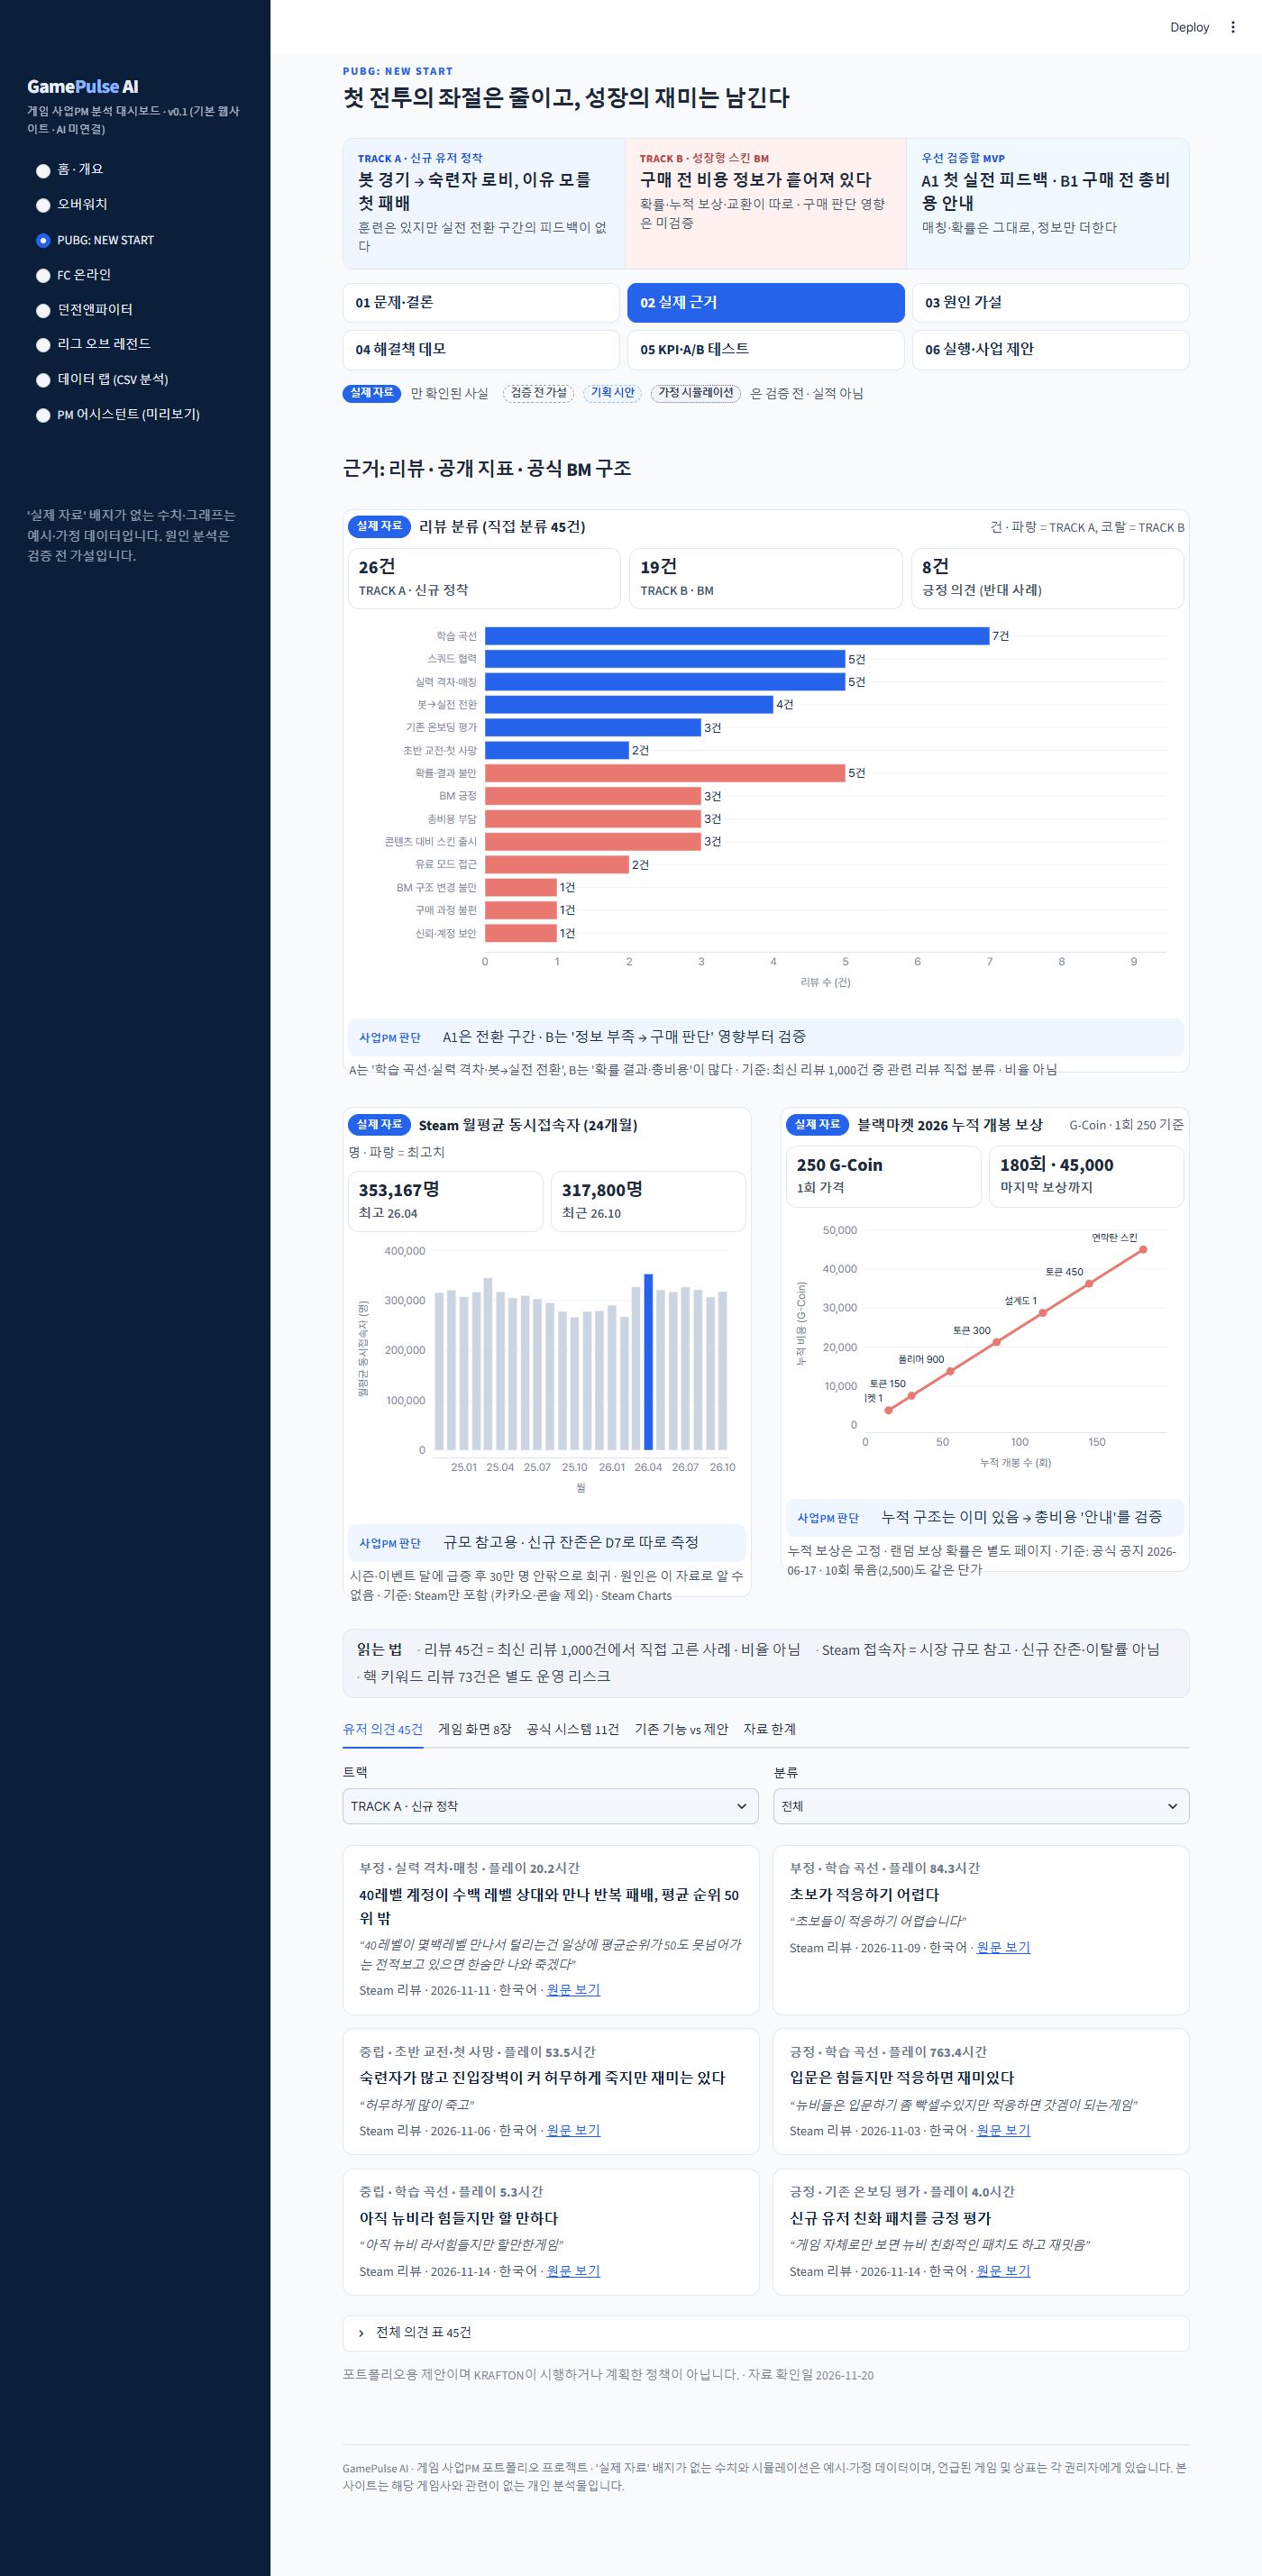 Deploy
GamePulse AI
게임 사업PM 분석 대시보드 · v0.1 (기본 웹사
이트 · AI 미연결)
홈 · 개요
오버워치
PUBG: NEW START
FC 온라인
던전앤파이터
리그 오브 레전드
데이터 랩 (CSV 분석)
PM 어시스턴트 (미리보기)
'실제 자료' 배지가 없는 수치·그래프는
예시·가정 데이터입니다. 원인 분석은
검증 전 가설입니다.
PUBG: NEW START
첫 전투의 좌절은 줄이고, 성장의 재미는 남긴다
TRACK A · 신규 유저 정착
봇 경기 → 숙련자 로비, 이유 모를
첫 패배
훈련은 있지만 실전 전환 구간의 피드백이 없
다
TRACK B · 성장형 스킨 BM
구매 전 비용 정보가 흩어져 있다
확률·누적 보상·교환이 따로 · 구매 판단 영향
은 미검증
우선 검증할 MVP
A1 첫 실전 피드백 · B1 구매 전 총비
용 안내
매칭·확률은 그대로, 정보만 더한다
01 문제·결론
02 실제 근거
03 원인 가설
04 해결책 데모
05 KPI·A/B 테스트
06 실행·사업 제안
실제 자료 만 확인된 사실 검증 전 가설 기획 시안 가정 시뮬레이션 은 검증 전 · 실적 아님
근거: 리뷰 · 공개 지표 · 공식 BM 구조
실제 자료 리뷰 분류 (직접 분류 45건) 건 · 파랑 = TRACK A, 코랄 = TRACK B
26건
TRACK A · 신규 정착
19건
TRACK B · BM
8건
긍정 의견 (반대 사례)
학습 곡선 7건
스쿼드 협력 5건
실력 격차·매칭 5건
봇→실전 전환 4건
기존 온보딩 평가 3건
초반 교전·첫 사망 2건
확률·결과 불만 5건
BM 긍정 3건
총비용 부담 3건
콘텐츠 대비 스킨 출시 3건
유료 모드 접근 2건
BM 구조 변경 불만 1건
구매 과정 불편 1건
신뢰·계정 보안 1건
0 1 2 3 4 5 6 7 8 9
리뷰 수 (건)
사업PM 판단 A1은 전환 구간 · B는 '정보 부족 → 구매 판단' 영향부터 검증
A는 '학습 곡선·실력 격차·봇→실전 전환', B는 '확률 결과·총비용'이 많다 · 기준: 최신 리뷰 1,000건 중 관련 리뷰 직접 분류 · 비율 아님
실제 자료 Steam 월평균 동시접속자 (24개월)
명 · 파랑 = 최고치
353,167명
최고 26.04
317,800명
최근 26.10
월평균 동시접속자 (명)
400,000
300,000
200,000
100,000
0
25.01 25.04 25.07 25.10 26.01 26.04 26.07 26.10
월
사업PM 판단 규모 참고용 · 신규 잔존은 D7로 따로 측정
시즌·이벤트 달에 급증 후 30만 명 안팎으로 회귀 · 원인은 이 자료로 알 수
없음 · 기준: Steam만 포함 (카카오·콘솔 제외) · Steam Charts
실제 자료 블랙마켓 2026 누적 개봉 보상 G-Coin · 1회 250 기준
250 G-Coin
1회 가격
180회 · 45,000
마지막 보상까지
누적 비용 (G-Coin)
50,000
40,000
30,000
20,000
10,000
0
연막탄 스킨
토큰 450
설계도 1
토큰 300
폴리머 900
토큰 150
켓 1
0 50 100 150
누적 개봉 수 (회)
사업PM 판단 누적 구조는 이미 있음 → 총비용 '안내'를 검증
누적 보상은 고정 · 랜덤 보상 확률은 별도 페이지 · 기준: 공식 공지 2026-
06-17 · 10회 묶음(2,500)도 같은 단가
읽는 법 · 리뷰 45건 = 최신 리뷰 1,000건에서 직접 고른 사례 · 비율 아님 · Steam 접속자 = 시장 규모 참고 · 신규 잔존·이탈률 아님
· 핵 키워드 리뷰 73건은 별도 운영 리스크
유저 의견 45건 게임 화면 8장 공식 시스템 11건 기존 기능 vs 제안 자료 한계
트랙
TRACK A · 신규 정착
분류
전체
부정 · 실력 격차·매칭 · 플레이 20.2시간
40레벨 계정이 수백 레벨 상대와 만나 반복 패배, 평균 순위 50
위 밖
“40레벨이 몇백레벨 만나서 털리는건 일상에 평균순위가 50도 못넘어가
는 전적보고 있으면 한숨만 나와 죽겠다”
Steam 리뷰 · 2026-11-11 · 한국어 · 원문 보기
부정 · 학습 곡선 · 플레이 84.3시간
초보가 적응하기 어렵다
“초보들이 적응하기 어렵습니다”
Steam 리뷰 · 2026-11-09 · 한국어 · 원문 보기
중립 · 초반 교전·첫 사망 · 플레이 53.5시간
숙련자가 많고 진입장벽이 커 허무하게 죽지만 재미는 있다
“허무하게 많이 죽고”
Steam 리뷰 · 2026-11-06 · 한국어 · 원문 보기
긍정 · 학습 곡선 · 플레이 763.4시간
입문은 힘들지만 적응하면 재미있다
“뉴비들은 입문하기 좀 빡셀수있지만 적응하면 갓겜이 되는게임”
Steam 리뷰 · 2026-11-03 · 한국어 · 원문 보기
중립 · 학습 곡선 · 플레이 5.3시간
아직 뉴비라 힘들지만 할 만하다
“아직 뉴비 라서힘들지만 할만한게임”
Steam 리뷰 · 2026-11-14 · 한국어 · 원문 보기
긍정 · 기존 온보딩 평가 · 플레이 4.0시간
신규 유저 친화 패치를 긍정 평가
“게임 자체로만 보면 뉴비 친화적인 패치도 하고 재밋음”
Steam 리뷰 · 2026-11-14 · 한국어 · 원문 보기
전체 의견 표 45건
포트폴리오용 제안이며 KRAFTON이 시행하거나 계획한 정책이 아닙니다. · 자료 확인일 2026-11-20
GamePulse AI · 게임 사업PM 포트폴리오 프로젝트 · '실제 자료' 배지가 없는 수치와 시뮬레이션은 예시·가정 데이터이며, 언급된 게임 및 상표는 각 권리자에게 있습니다. 본
사이트는 해당 게임사와 관련이 없는 개인 분석물입니다.